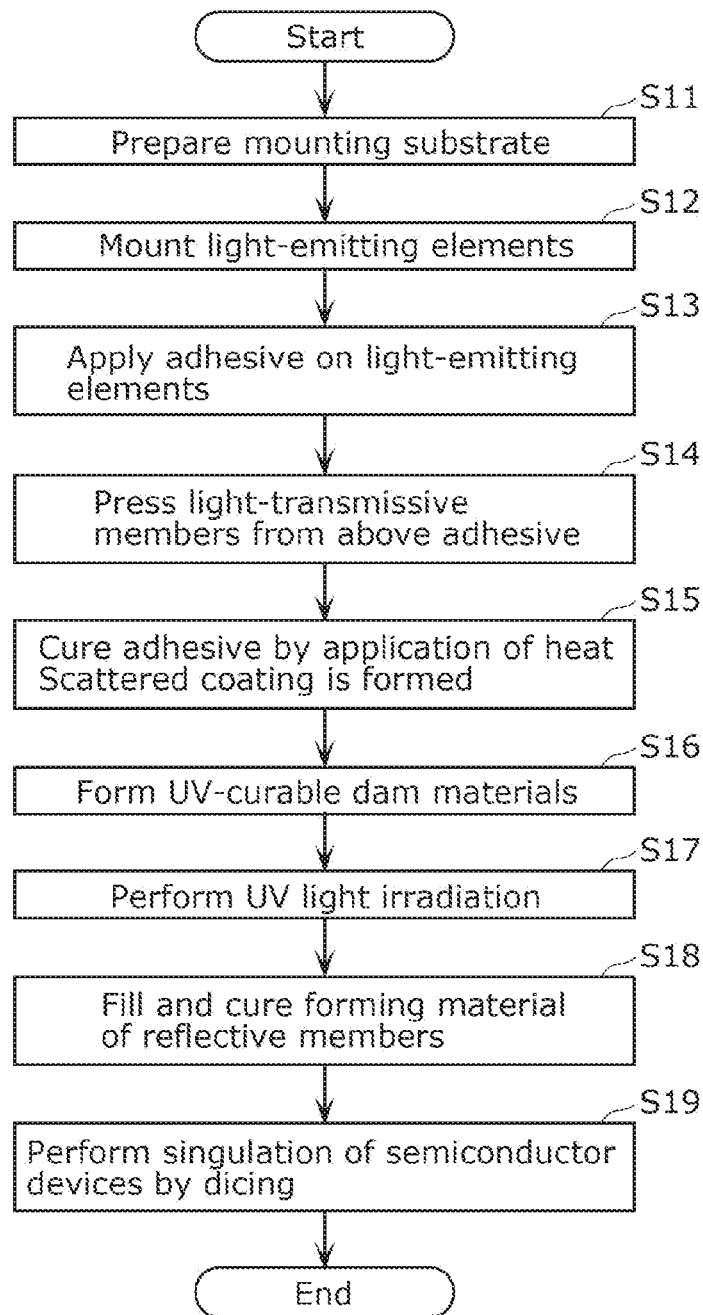 Start
S11
Prepare mounting substrate
S12
Mount light-emitting elements
S13
Apply adhesive on light-emitting
elements
S14
Press light-transmissive
members from above adhesive
S15
Cure adhesive by application of heat
Scattered coating is formed
S16
Form UV-curable dam materials
S17
Perform UV light irradiation
S18
Fill and cure forming material
of reflective members
S19
Perform singulation of semiconductor
devices by dicing
End